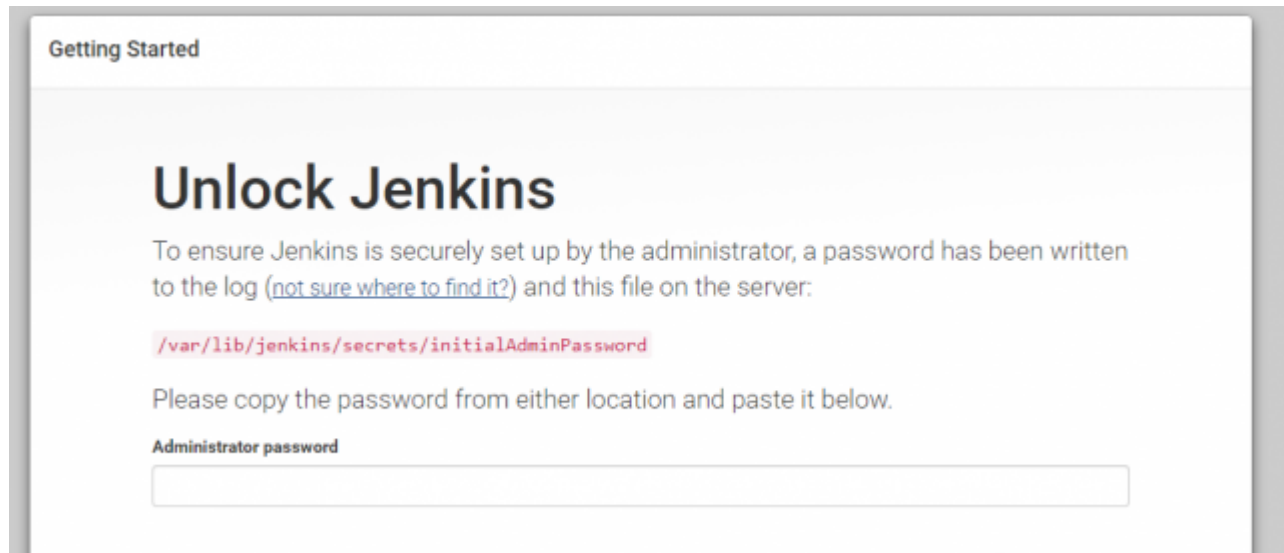 Getting Started
Unlock Jenkins
To ensure Jenkins is securely set up by the administrator, a password has been written
to the log (not sure where to find it?) and this file on the server:
/var/lib/jenkins/secrets/initialAdminPassword
Please copy the password from either location and paste it below.
Administrator password